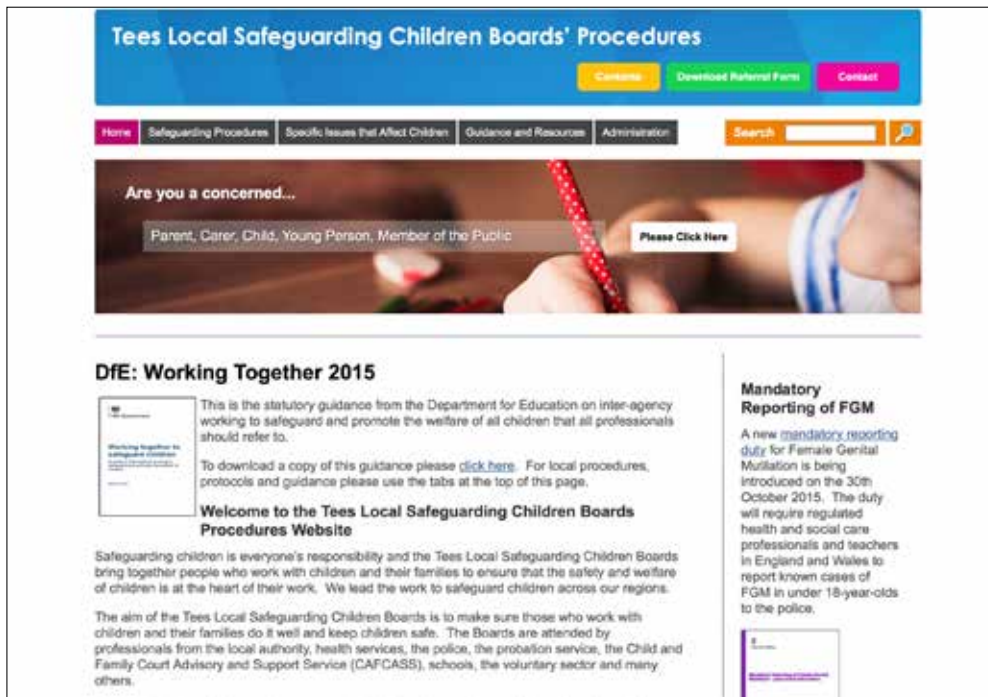 Tees Local Safeguarding Children Boards' Procedures
Contents
Download Referral Form
Contact
Home
Safeguarding Procedures
Specific Issues that Affect Children
Guidance and Resources
Administration
Search
Are you a concerned...
Parent, Carer, Child, Young Person, Member of the Public
Please Click Here
DfE: Working Together 2015
Working together to
safeguard children
This is the statutory guidance from the Department for Education on inter-agency
working to safeguard and promote the welfare of all children that all professionals
should refer to.
To download a copy of this guidance please click here. For local procedures,
protocols and guidance please use the tabs at the top of this page.
Welcome to the Tees Local Safeguarding Children Boards
Procedures Website
Safeguarding children is everyone's responsibility and the Tees Local Safeguarding Children Boards
bring together people who work with children and their families to ensure that the safety and welfare
of children is at the heart of their work. We lead the work to safeguard children across our regions.
The aim of the Tees Local Safeguarding Children Boards is to make sure those who work with
children and their families do it well and keep children safe. The Boards are attended by
professionals from the local authority, health services, the police, the probation service, the Child and
Family Court Advisory and Support Service (CAFCASS), schools, the voluntary sector and many
others.
Mandatory
Reporting of FGM
A new mandatory reporting
duty for Female Genital
Mutilation is being
introduced on the 30th
October 2015. The duty
will require regulated
health and social care
professionals and teachers
in England and Wales to
report known cases of
FGM in under 18-year-olds
to the police.